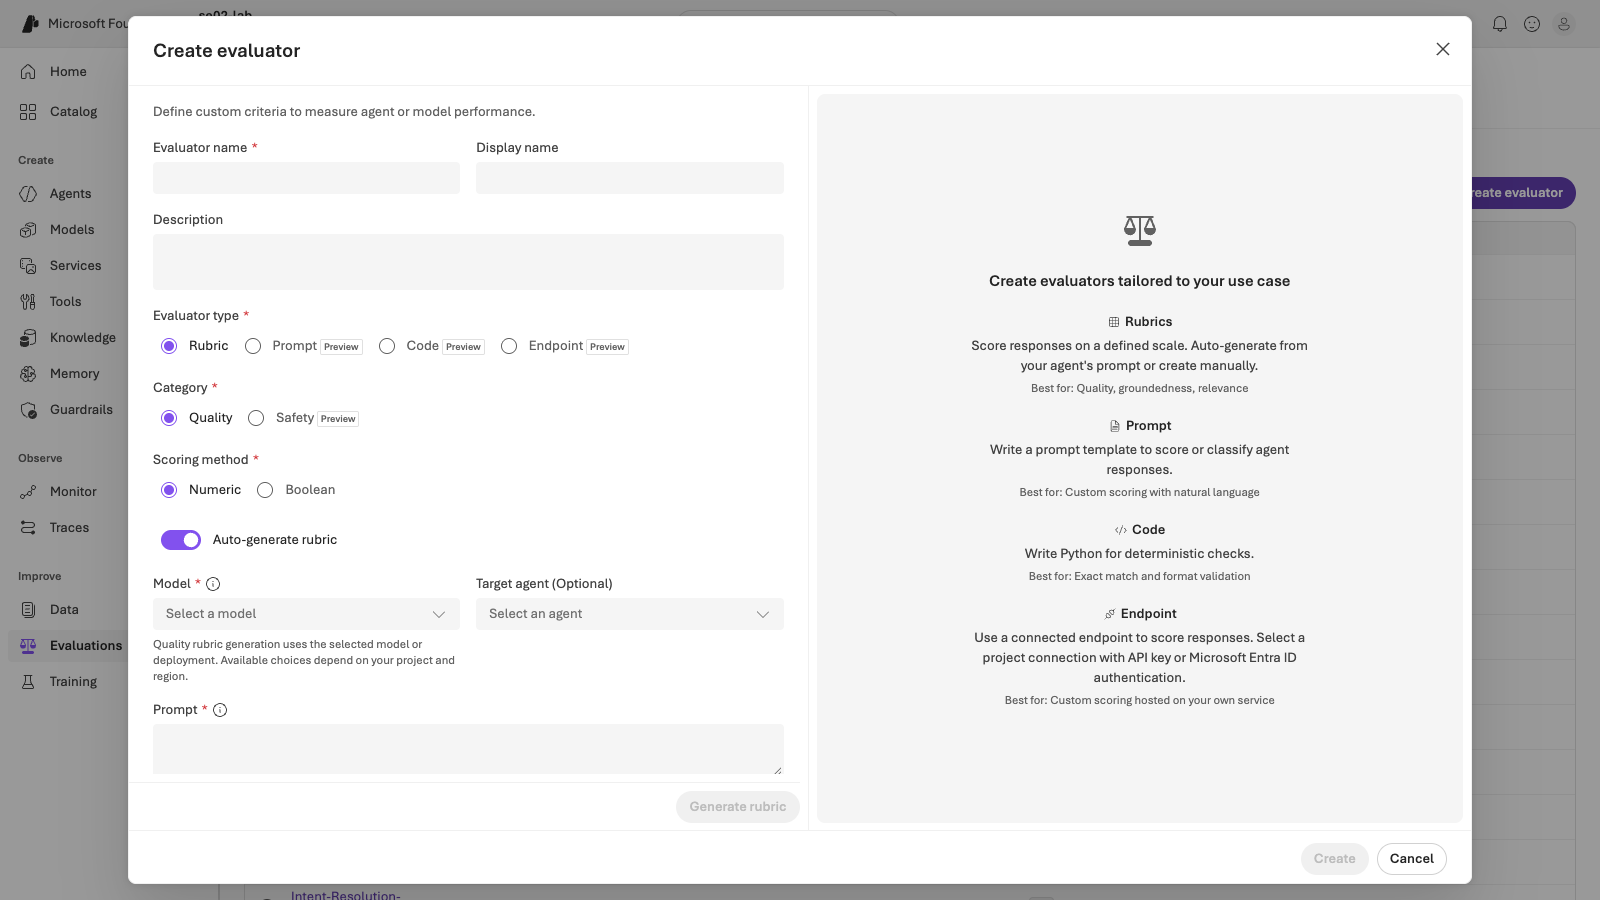 Microsoft Fou
Create evaluator
Home
Catalog
Create
Agents
Models
Services
Tools
Knowledge
Memory
Guardrails
Observe
Monitor
Traces
Improve
Data
Evaluations
Training
Define custom criteria to measure agent or model performance.
Evaluator name *
Display name
Description
Evaluator type *
Rubric Prompt Preview Code Preview Endpoint Preview
Category *
Quality Safety Preview
Scoring method *
Numeric Boolean
Auto-generate rubric
Model *
Target agent (Optional)
Select a model
Select an agent
Quality rubric generation uses the selected model or
deployment. Available choices depend on your project and
region.
Prompt *
Generate rubric
Create evaluators tailored to your use case
Rubrics
Score responses on a defined scale. Auto-generate from
your agent's prompt or create manually.
Best for: Quality, groundedness, relevance
Prompt
Write a prompt template to score or classify agent
responses.
Best for: Custom scoring with natural language
Code
Write Python for deterministic checks.
Best for: Exact match and format validation
Endpoint
Use a connected endpoint to score responses. Select a
project connection with API key or Microsoft Entra ID
authentication.
Best for: Custom scoring hosted on your own service
reate evaluator
Create
Cancel
Intent-Resolution-